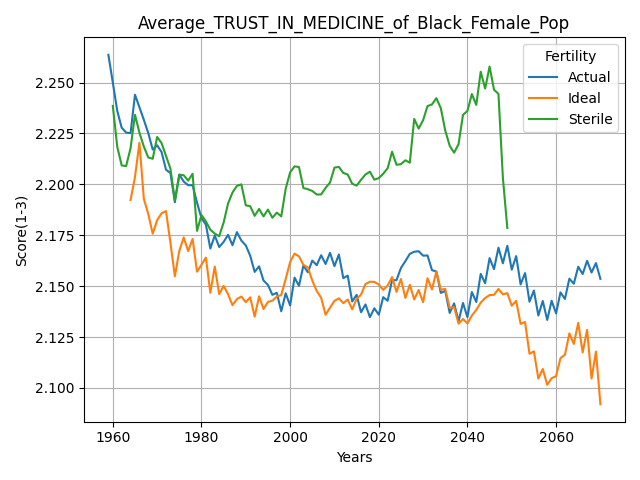 Average_TRUST_IN_MEDICINE_of_Black_Female_Pop
Fertility
Actual
Ideal
Sterile
Score(1-3)
2.250
2.225
2.200
2.175
2.150
2.125
2.100
1960 1980 2000 2020 2040 2060
Years